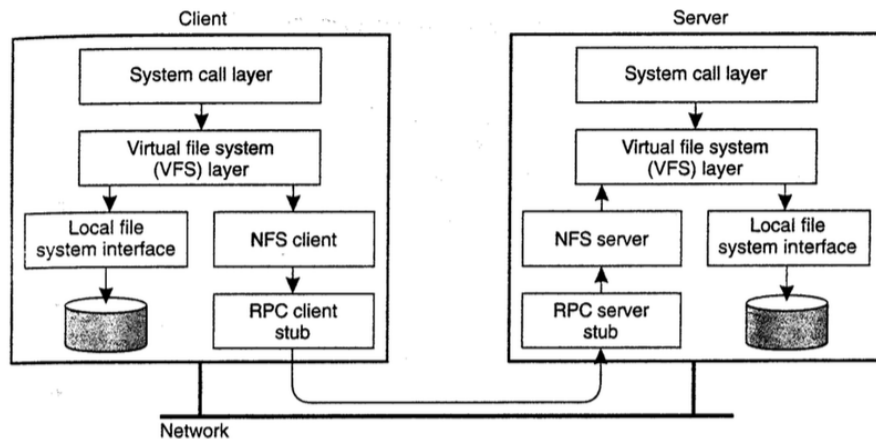 Client
Server
System call layer
System call layer
Virtual file system
(VFS) layer
Virtual file system
(VFS) layer
Local file
system interface
NFS client
NFS server
Local file
system interface
RPC client
stub
RPC server
stub
Network